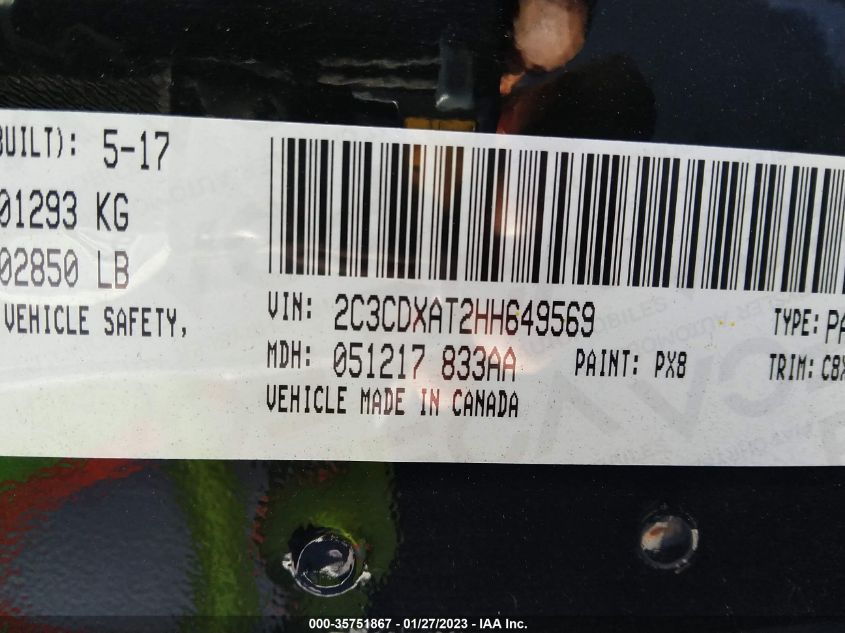 BUILT): 5-17
01293 KG
02850 LB
VEHICLE SAFETY,
VIN: 2C3CDXAT2HH649569
TYPE: PA
MDH: 051217 833AA
PAINT: PX8
TRIM: C8X
VEHICLE MADE IN CANADA
000-35751867 - 01/27/2023 - IAA Inc.